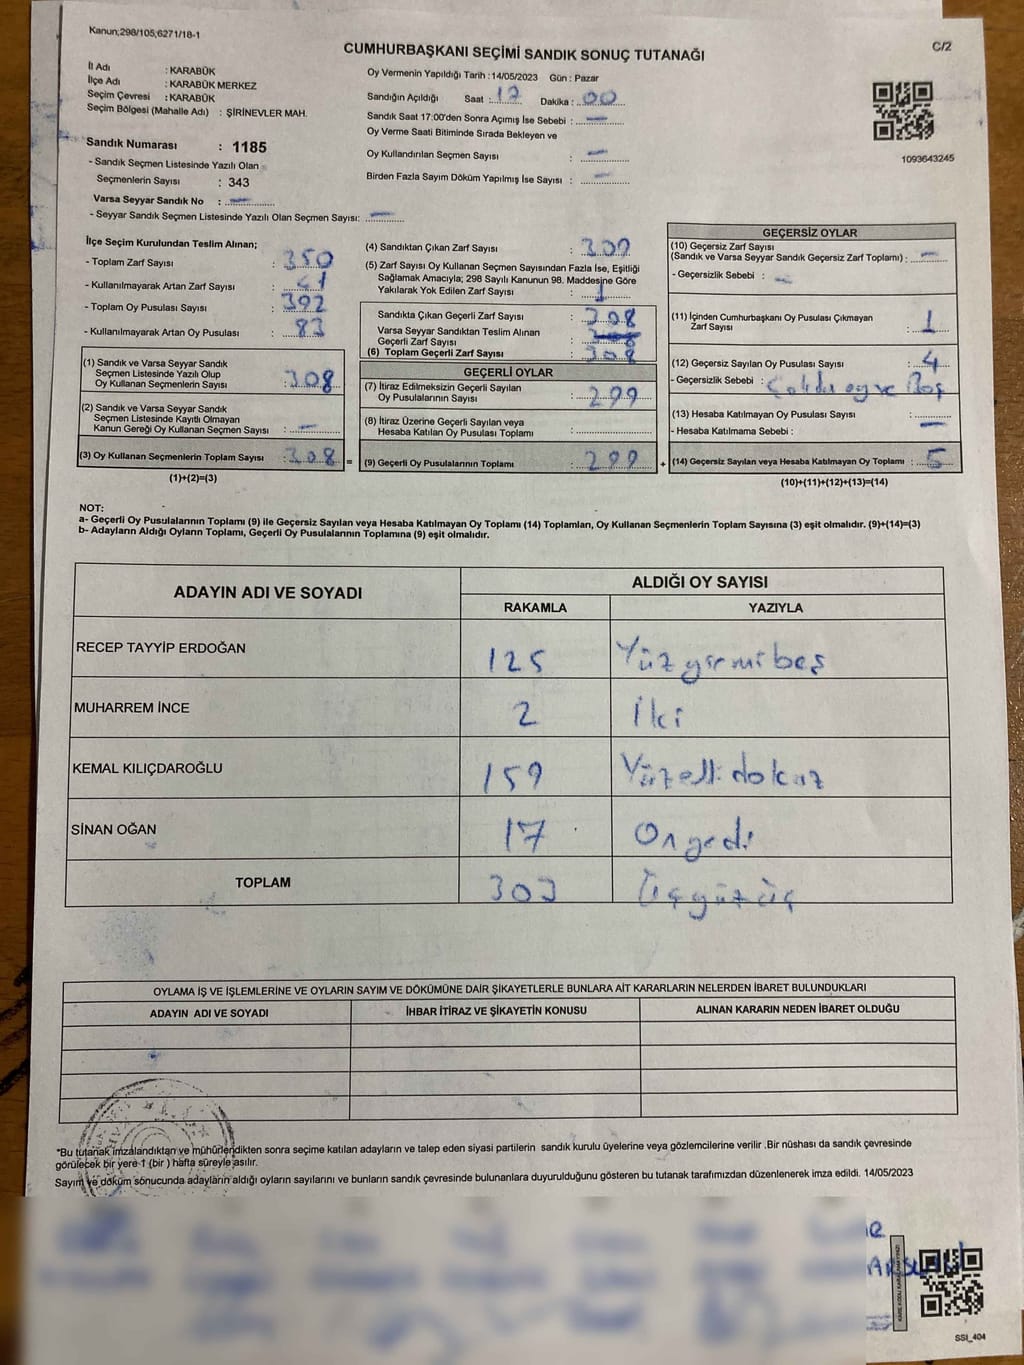 Kanun;298/105,6271/18-1
C/2
CUMHURBAŞKANI SEÇİMİ SANDIK SONUÇ TUTANAĞI
İl Adı : KARABÜK
İlçe Adı : KARABÜK MERKEZ
Seçim Çevresi : KARABÜK
Seçim Bölgesi (Mahalle Adı) : ŞİRİNEVLER MAH.
Sandık Numarası : 1185
- Sandık Seçmen Listesinde Yazılı Olan
Seçmenlerin Sayısı : 343
Varsa Seyyar Sandık No : —
- Seyyar Sandık Seçmen Listesinde Yazılı Olan Seçmen Sayısı: —
Oy Vermenin Yapıldığı Tarih : 14/05/2023 Gün : Pazar
Sandığın Açıldığı Saat : 17 Dakika : 00
Sandık Saat 17:00'den Sonra Açımış İse Sebebi : —
Oy Verme Saati Bitiminde Sırada Bekleyen ve
Oy Kullandırılan Seçmen Sayısı : —
Birden Fazla Sayım Döküm Yapılmış İse Sayısı : —
1093643245
İlçe Seçim Kurulundan Teslim Alınan;
- Toplam Zarf Sayısı : 350
- Kullanılmayarak Artan Zarf Sayısı : 41
- Toplam Oy Pusulası Sayısı : 392
- Kullanılmayarak Artan Oy Pusulası : 83
(1) Sandık ve Varsa Seyyar Sandık
Seçmen Listesinde Yazılı Olup
Oy Kullanan Seçmenlerin Sayısı : 308
(2) Sandık ve Varsa Seyyar Sandık
Seçmen Listesinde Kayıtlı Olmayan
Kanun Gereği Oy Kullanan Seçmen Sayısı : —
(3) Oy Kullanan Seçmenlerin Toplam Sayısı : 308 =
(1)+(2)=(3)
(4) Sandıktan Çıkan Zarf Sayısı : 309
(5) Zarf Sayısı Oy Kullanan Seçmen Sayısından Fazla İse, Eşitliği
Sağlamak Amacıyla; 298 Sayılı Kanunun 98. Maddesine Göre
Yakılarak Yok Edilen Zarf Sayısı : 1
Sandıkta Çıkan Geçerli Zarf Sayısı : 308
Varsa Seyyar Sandıktan Teslim Alınan
Geçerli Zarf Sayısı :
(6) Toplam Geçerli Zarf Sayısı : 308
GEÇERLİ OYLAR
(7) İtiraz Edilmeksizin Geçerli Sayılan
Oy Pusulalarının Sayısı : 299
(8) İtiraz Üzerine Geçerli Sayılan veya
Hesaba Katılan Oy Pusulası Toplamı :
(9) Geçerli Oy Pusulalarının Toplamı : 299 +
GEÇERSİZ OYLAR
(10) Geçersiz Zarf Sayısı
(Sandık ve Varsa Seyyar Sandık Geçersiz Zarf Toplamı) : —
- Geçersizlik Sebebi : —
(11) İçinden Cumhurbaşkanı Oy Pusulası Çıkmayan
Zarf Sayısı : 1
(12) Geçersiz Sayılan Oy Pusulası Sayısı : 4
- Geçersizlik Sebebi : oy ve Boş
(13) Hesaba Katılmayan Oy Pusulası Sayısı :
- Hesaba Katılmama Sebebi : —
(14) Geçersiz Sayılan veya Hesaba Katılmayan Oy Toplamı : 5
(10)+(11)+(12)+(13)=(14)
NOT:
a- Geçerli Oy Pusulalarının Toplamı (9) ile Geçersiz Sayılan veya Hesaba Katılmayan Oy Toplamı (14) Toplamları, Oy Kullanan Seçmenlerin Toplam Sayısına (3) eşit olmalıdır. (9)+(14)=(3)
b- Adayların Aldığı Oyların Toplamı, Geçerli Oy Pusulalarının Toplamına (9) eşit olmalıdır.
ADAYIN ADI VE SOYADI
ALDIĞI OY SAYISI
RAKAMLA YAZIYLA
RECEP TAYYİP ERDOĞAN 125 Yüzyirmibeş
MUHARREM İNCE 2 İki
KEMAL KILIÇDAROĞLU 159 Yüzelli dokuz
SİNAN OĞAN 17 Onyedi
TOPLAM 303 Üçyüzüç
OYLAMA İŞ VE İŞLEMLERİNE VE OYLARIN SAYIM VE DÖKÜMÜNE DAİR ŞİKAYETLERLE BUNLARA AİT KARARLARIN NELERDEN İBARET BULUNDUKLARI
ADAYIN ADI VE SOYADI İHBAR İTİRAZ VE ŞİKAYETİN KONUSU ALINAN KARARIN NEDEN İBARET OLDUĞU
*Bu tutanak imzalandıktan ve mühürlendikten sonra seçime katılan adayların ve talep eden siyasi partilerin sandık kurulu üyelerine veya gözlemcilerine verilir .Bir nüshası da sandık çevresinde
görülecek bir yere 1 (bir ) hafta süreyle asılır.
Sayım ve döküm sonucunda adayların aldığı oyların sayılarını ve bunların sandık çevresinde bulunanlara duyurulduğunu gösteren bu tutanak tarafımızdan düzenlenerek imza edildi. 14/05/2023
SSI_404